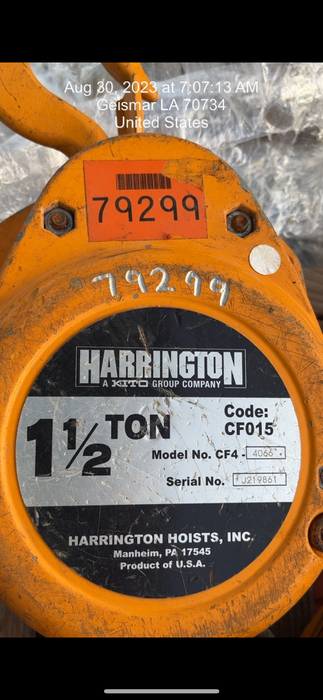 Aug 30, 2023 at 7:07:13 AM
Geismar LA 70734
United States
79299
79299
HARRINGTON
A KITO GROUP COMPANY
1 1/2 TON
Code:
CF015
Model No. CF4 - 4066
Serial No. J219861
HARRINGTON HOISTS, INC.
Manheim, PA 17545
Product of U.S.A.